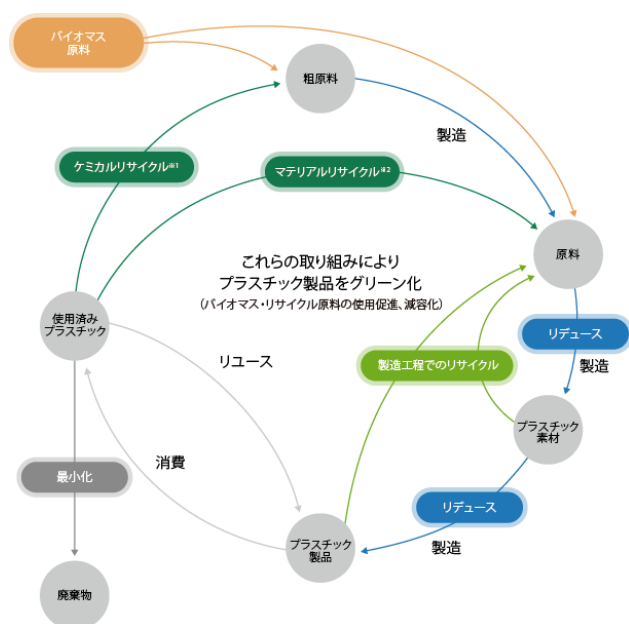 バイオマス
原料
粗原料
製造
ケミカルリサイクル※1
マテリアルリサイクル※2
原料
これらの取り組みにより
プラスチック製品をグリーン化
（バイオマス・リサイクル原料の使用促進、減容化）
使用済み
プラスチック
リデュース
リユース
製造工程でのリサイクル
製造
プラスチック
素材
消費
最小化
リデュース
プラスチック
製品
製造
廃棄物